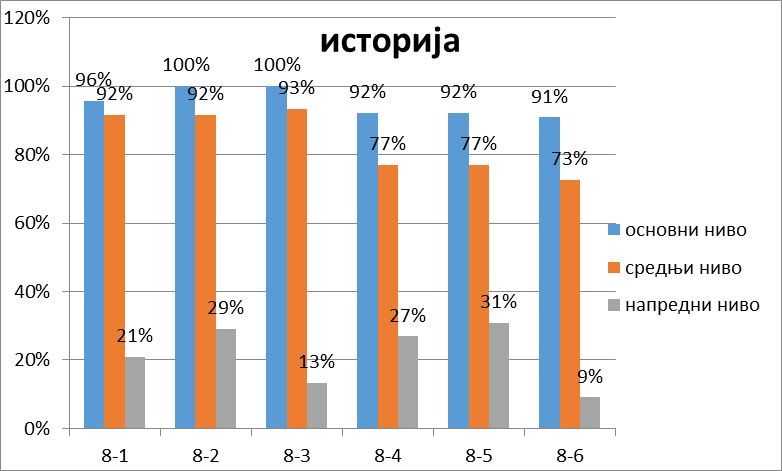 историја
120%
100%
80%
60%
40%
20%
0%
96% 92% 21%
100% 92% 29%
100% 93% 13%
92% 77% 27%
92% 77% 31%
91% 73% 9%
8-1 8-2 8-3 8-4 8-5 8-6
основни ниво
средњи ниво
напредни ниво